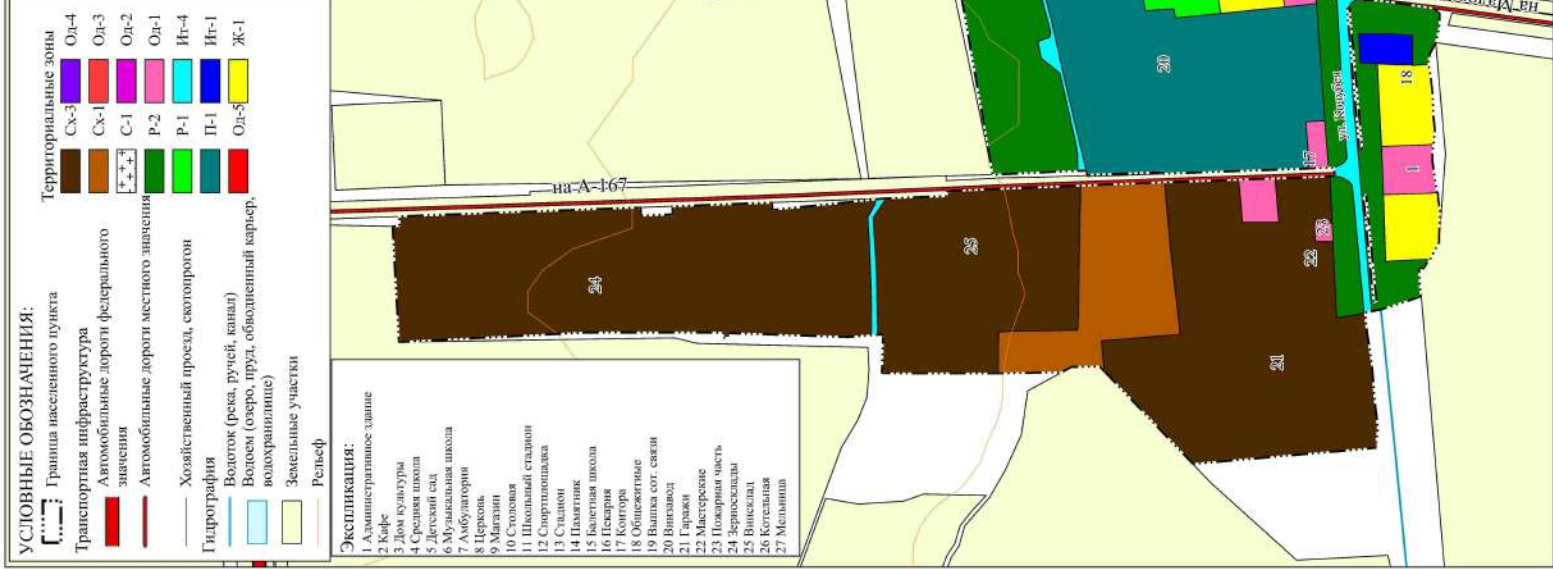 УСЛОВНЫЕ ОБОЗНАЧЕНИЯ:
Граница населенного пункта
Транспортная инфраструктура
Автомобильные дороги федерального
значения
Автомобильные дороги местного значения
Хозяйственный проезд, скотопрогон
Гидрография
Водоток (река, ручей, канал)
Водоем (озеро, пруд, обводненный карьер,
водохранилище)
Земельные участки
Рельеф
Территориальные зоны
Сх-3 Од-4
Сх-1 Од-3
С-1 Од-2
Р-2 Од-1
Р-1 Ит-4
П-1 Ит-1
Од-5 Ж-1
Экспликация:
1 Административное здание
2 Кафе
3 Дом культуры
4 Средняя школа
5 Детский сад
6 Музыкальная школа
7 Амбулатория
8 Церковь
9 Магазин
10 Столовая
11 Школьный стадион
12 Спортплощадка
13 Стадион
14 Памятник
15 Балетная школа
16 Пекарня
17 Контора
18 Общежитие
19 Вышка сот. связи
20 Винзавод
21 Гаражи
22 Мастерские
23 Пожарная часть
24 Зерносклады
25 Винсклад
26 Котельная
27 Мельница
на А-167
24
25
20
17
23
22
21
18
1